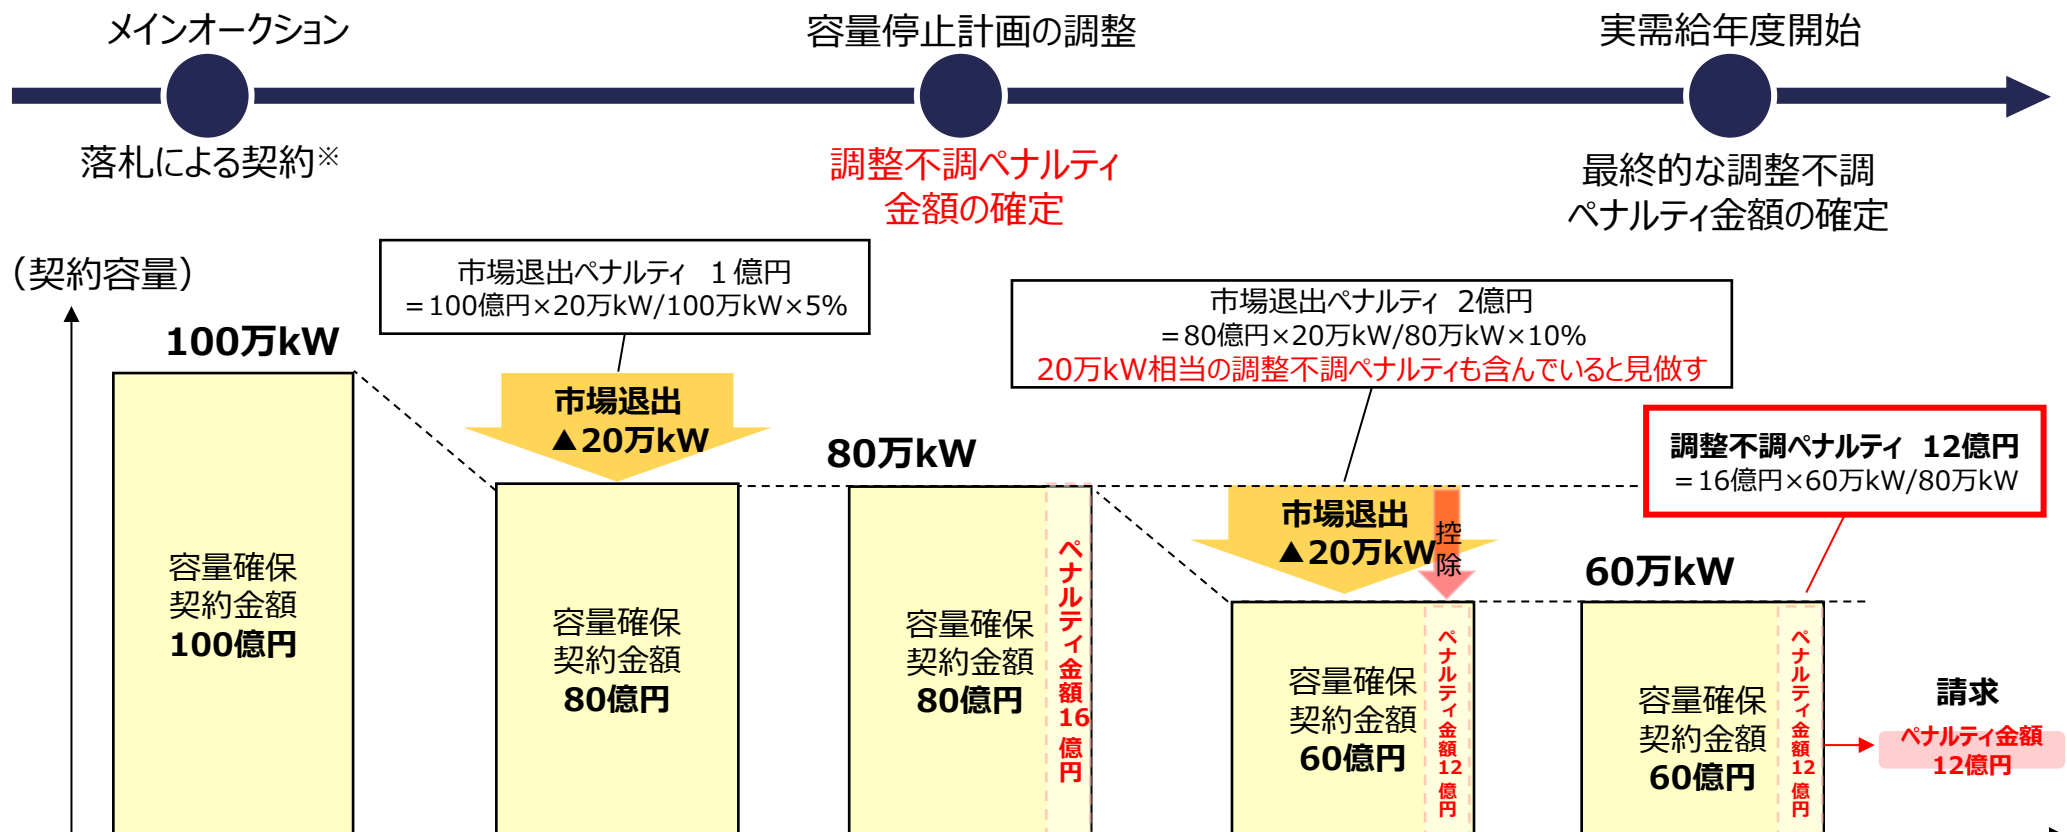 メインオークション
容量停止計画の調整
実需給年度開始
落札による契約※
調整不調ペナルティ
金額の確定
最終的な調整不調
ペナルティ金額の確定
（契約容量）
市場退出ペナルティ １億円
＝100億円×20万kW/100万kW×5%
市場退出ペナルティ 2億円
＝80億円×20万kW/80万kW×10%
20万kW相当の調整不調ペナルティも含んでいると見做す
100万kW
市場退出
▲20万kW
80万kW
市場退出
▲20万kW
控除
調整不調ペナルティ 12億円
＝16億円×60万kW/80万kW
60万kW
容量確保
契約金額
100億円
容量確保
契約金額
80億円
容量確保
契約金額
80億円
ペナルティ金額16億円
容量確保
契約金額
60億円
ペナルティ金額12億円
容量確保
契約金額
60億円
ペナルティ金額12億円
請求
ペナルティ金額
12億円